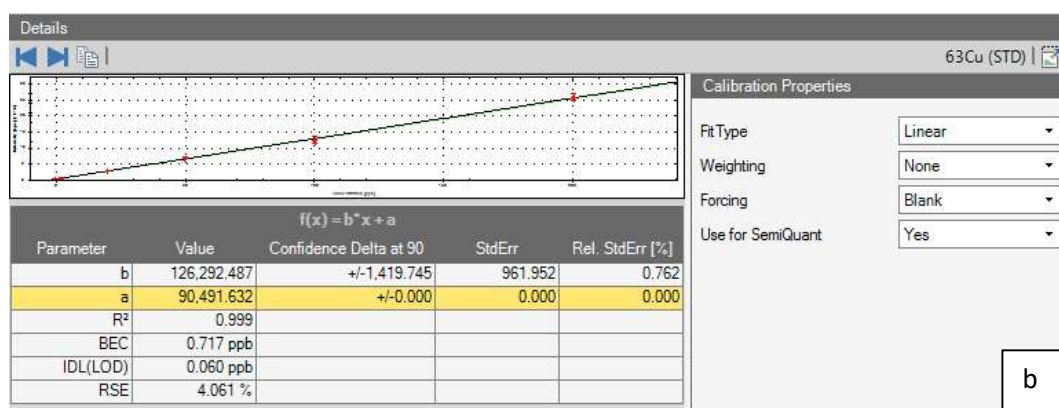 Details
63Cu (STD)
Calibration Properties
Fit Type Linear
Weighting None
Forcing Blank
Use for SemiQuant Yes
f(x) = b*x + a
Parameter Value Confidence Delta at 90 StdErr Rel. StdErr [%]
b 126,292.487 +/-1,419.745 961.952 0.762
a 90,491.632 +/-0.000 0.000 0.000
R² 0.999
BEC 0.717 ppb
IDL(LOD) 0.060 ppb
RSE 4.061 %
b